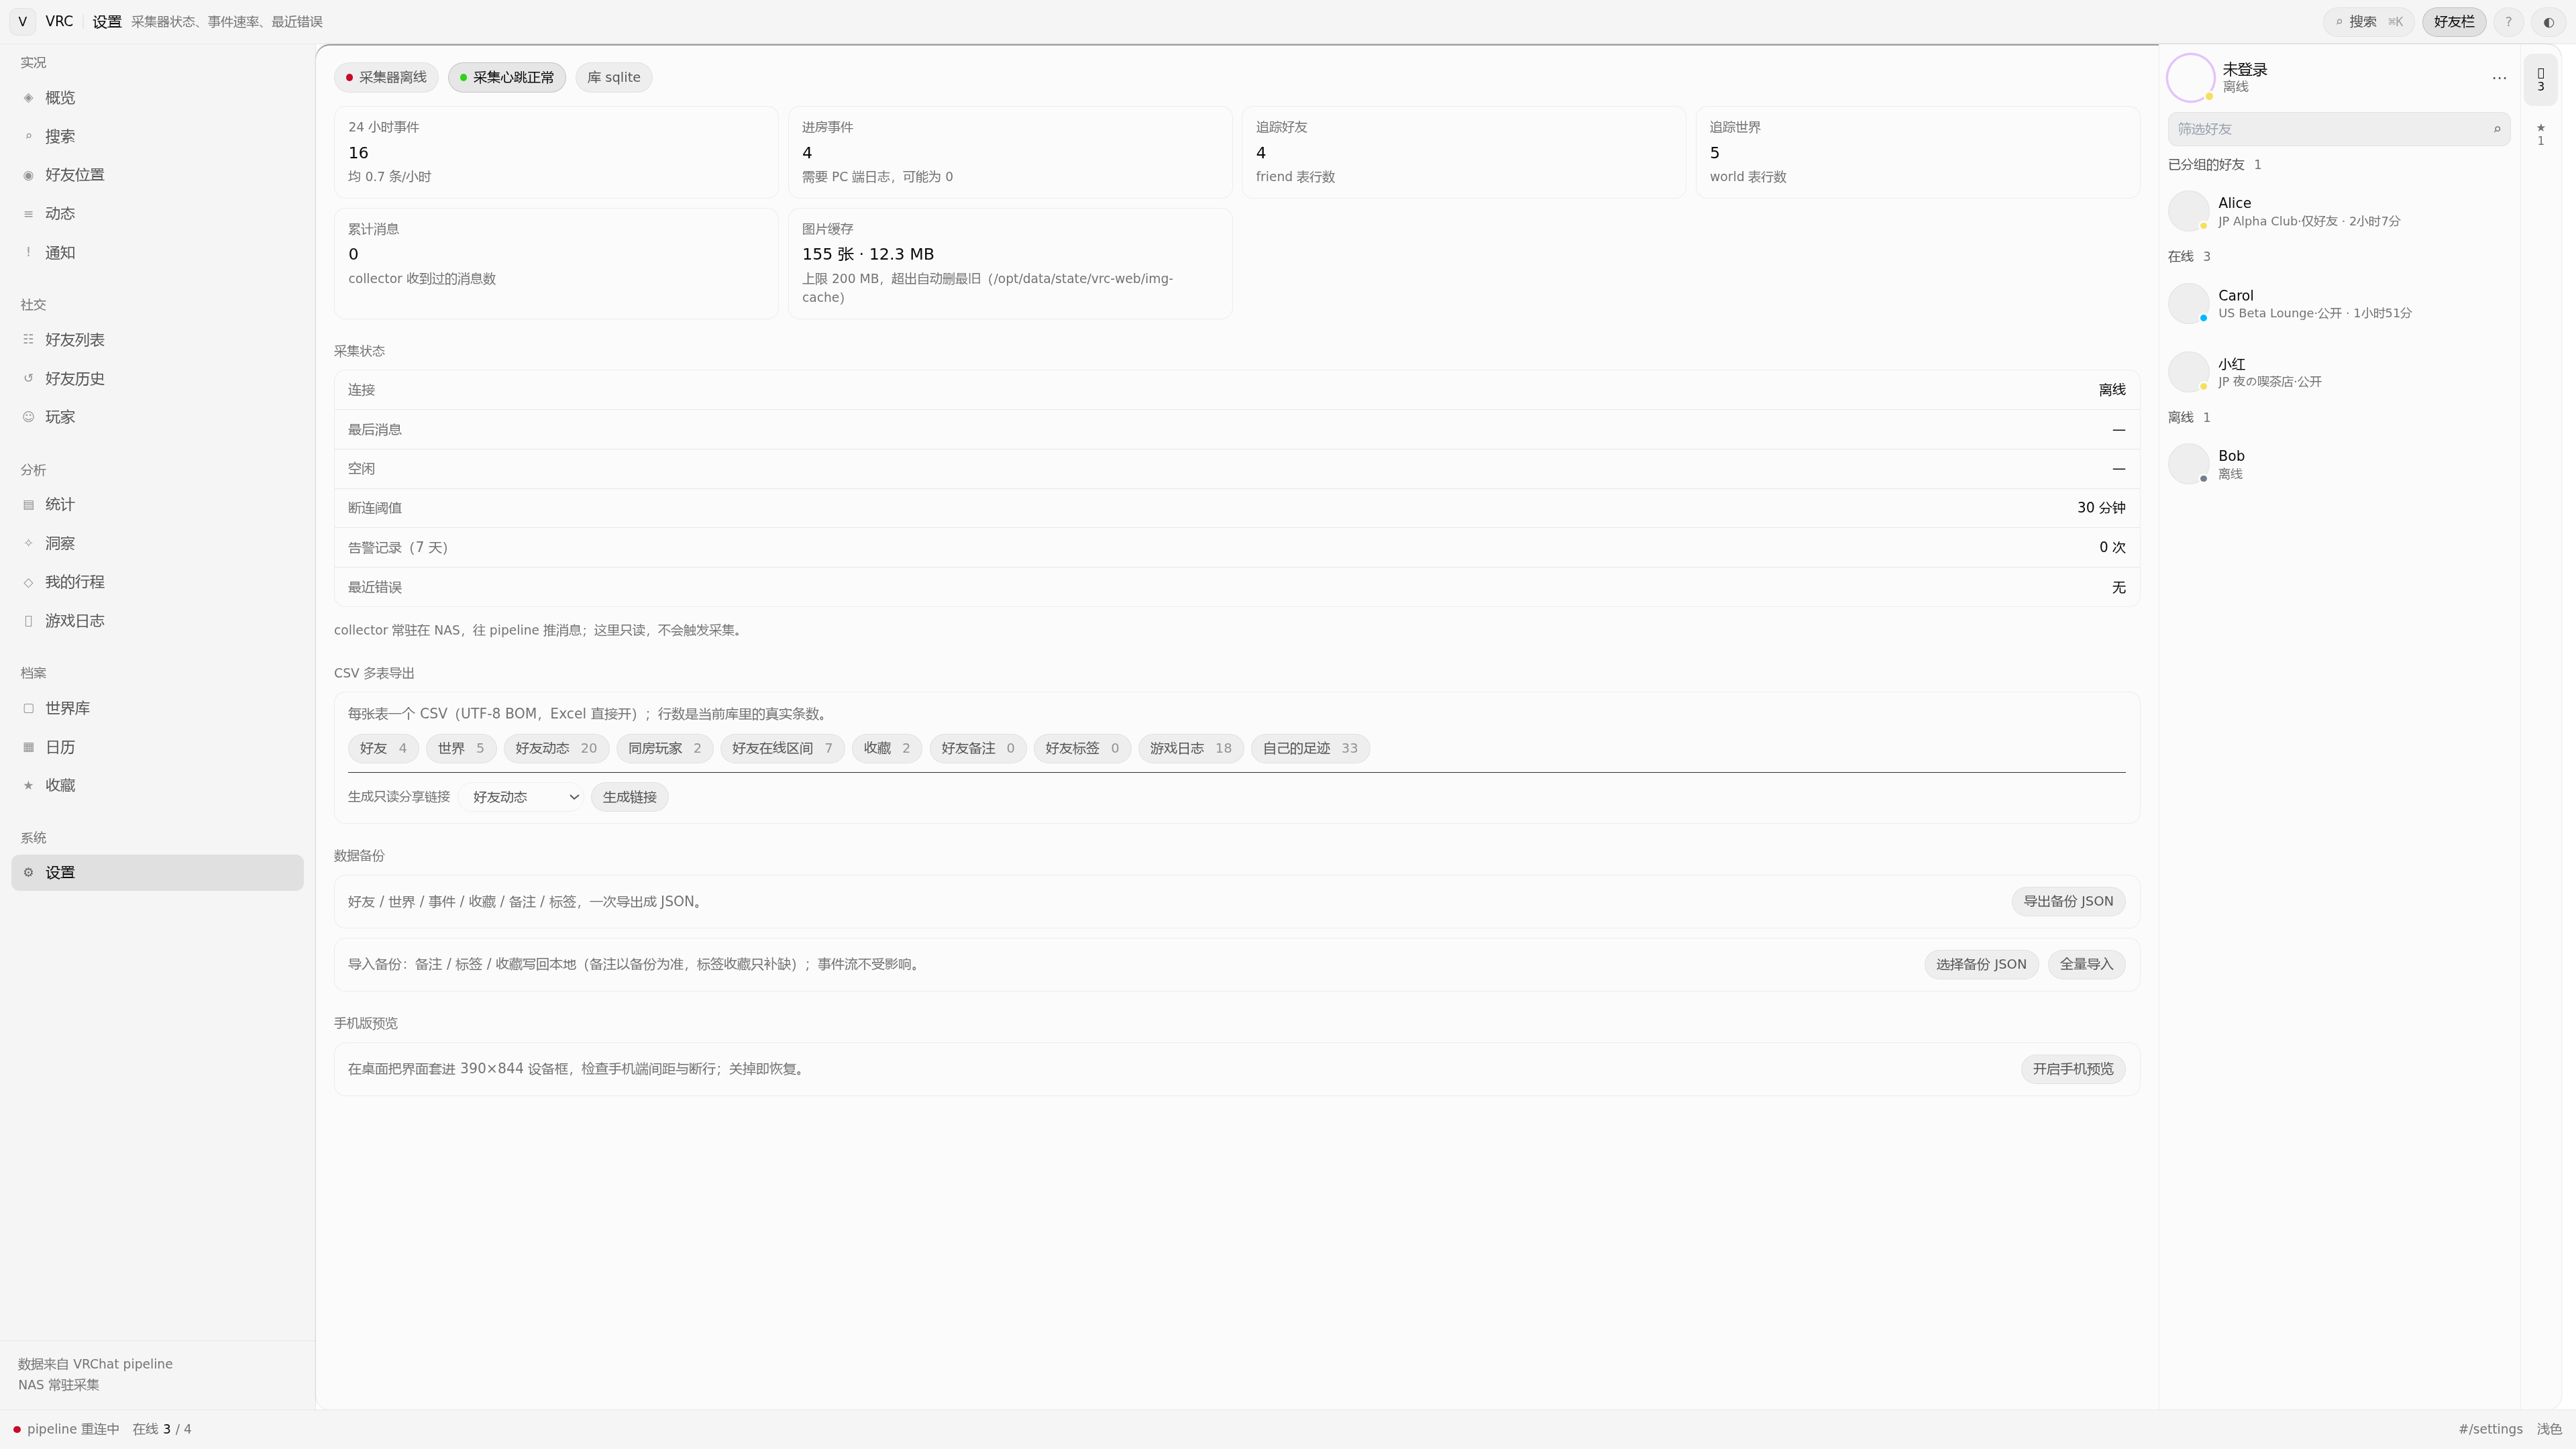 V VRC 设置 采集器状态、事件速率、最近错误
搜索 ⌘K 好友栏 ?
实况
概览
搜索
好友位置
动态
通知
社交
好友列表
好友历史
玩家
分析
统计
洞察
我的行程
游戏日志
档案
世界库
日历
收藏
系统
设置
数据来自 VRChat pipeline
NAS 常驻采集
采集器离线 采集心跳正常 库 sqlite
24 小时事件
16
均 0.7 条/小时
进房事件
4
需要 PC 端日志，可能为 0
追踪好友
4
friend 表行数
追踪世界
5
world 表行数
累计消息
0
collector 收到过的消息数
图片缓存
155 张 · 12.3 MB
上限 200 MB，超出自动删最旧（/opt/data/state/vrc-web/img-
cache）
采集状态
连接 离线
最后消息 —
空闲 —
断连阈值 30 分钟
告警记录（7 天） 0 次
最近错误 无
collector 常驻在 NAS，往 pipeline 推消息；这里只读，不会触发采集。
CSV 多表导出
每张表一个 CSV（UTF-8 BOM，Excel 直接开）；行数是当前库里的真实条数。
好友 4 世界 5 好友动态 20 同房玩家 2 好友在线区间 7 收藏 2 好友备注 0 好友标签 0 游戏日志 18 自己的足迹 33
生成只读分享链接 好友动态 生成链接
数据备份
好友 / 世界 / 事件 / 收藏 / 备注 / 标签，一次导出成 JSON。 导出备份 JSON
导入备份：备注 / 标签 / 收藏写回本地（备注以备份为准，标签收藏只补缺）；事件流不受影响。 选择备份 JSON 全量导入
手机版预览
在桌面把界面套进 390×844 设备框，检查手机端间距与断行；关掉即恢复。 开启手机预览
未登录
离线
...
筛选好友
已分组的好友 1
Alice
JP Alpha Club·仅好友 · 2小时7分
在线 3
Carol
US Beta Lounge·公开 · 1小时51分
小红
JP 夜の喫茶店·公开
离线 1
Bob
离线
3
★
1
pipeline 重连中 在线 3 / 4
#/settings 浅色